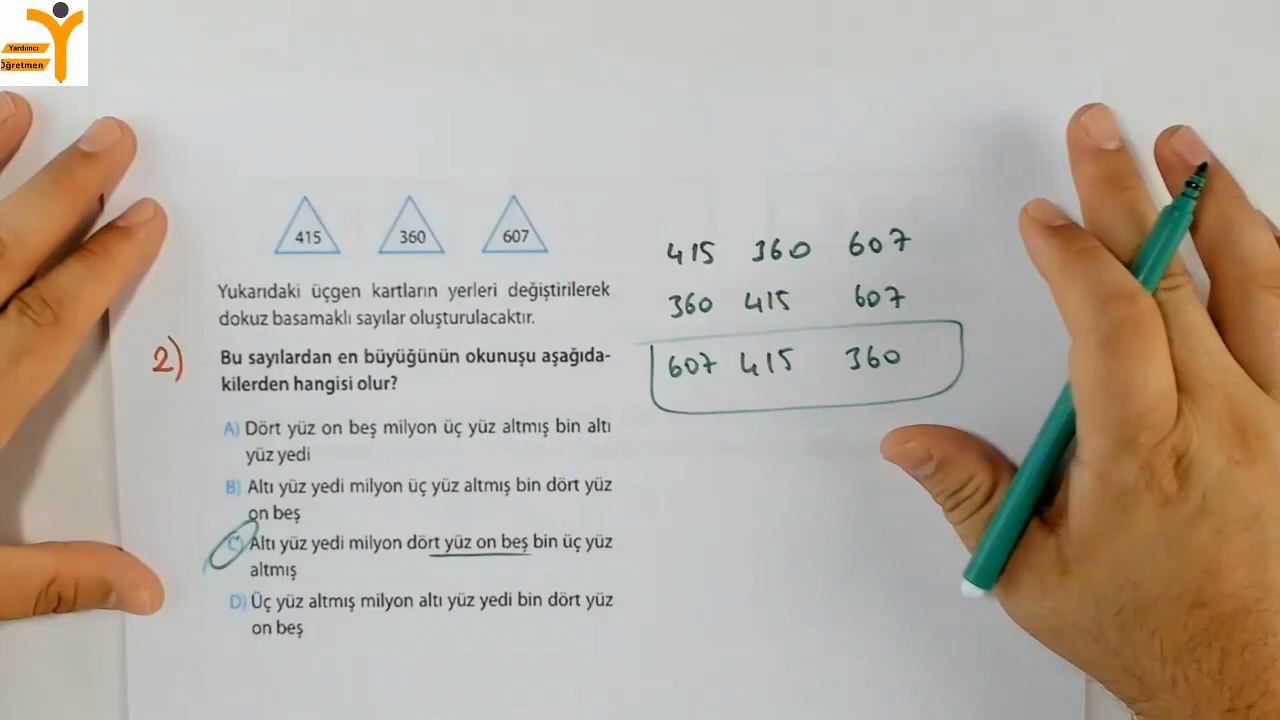 Yardımcı
Öğretmen
415 360 607
Yukarıdaki üçgen kartların yerleri değiştirilerek
dokuz basamaklı sayılar oluşturulacaktır.
2)
Bu sayılardan en büyüğünün okunuşu aşağıda-
kilerden hangisi olur?
A) Dört yüz on beş milyon üç yüz altmış bin altı
yüz yedi
B) Altı yüz yedi milyon üç yüz altmış bin dört yüz
on beş
C) Altı yüz yedi milyon dört yüz on beş bin üç yüz
altmış
D) Üç yüz altmış milyon altı yüz yedi bin dört yüz
on beş
415 360 607
360 415 607
607 415 360